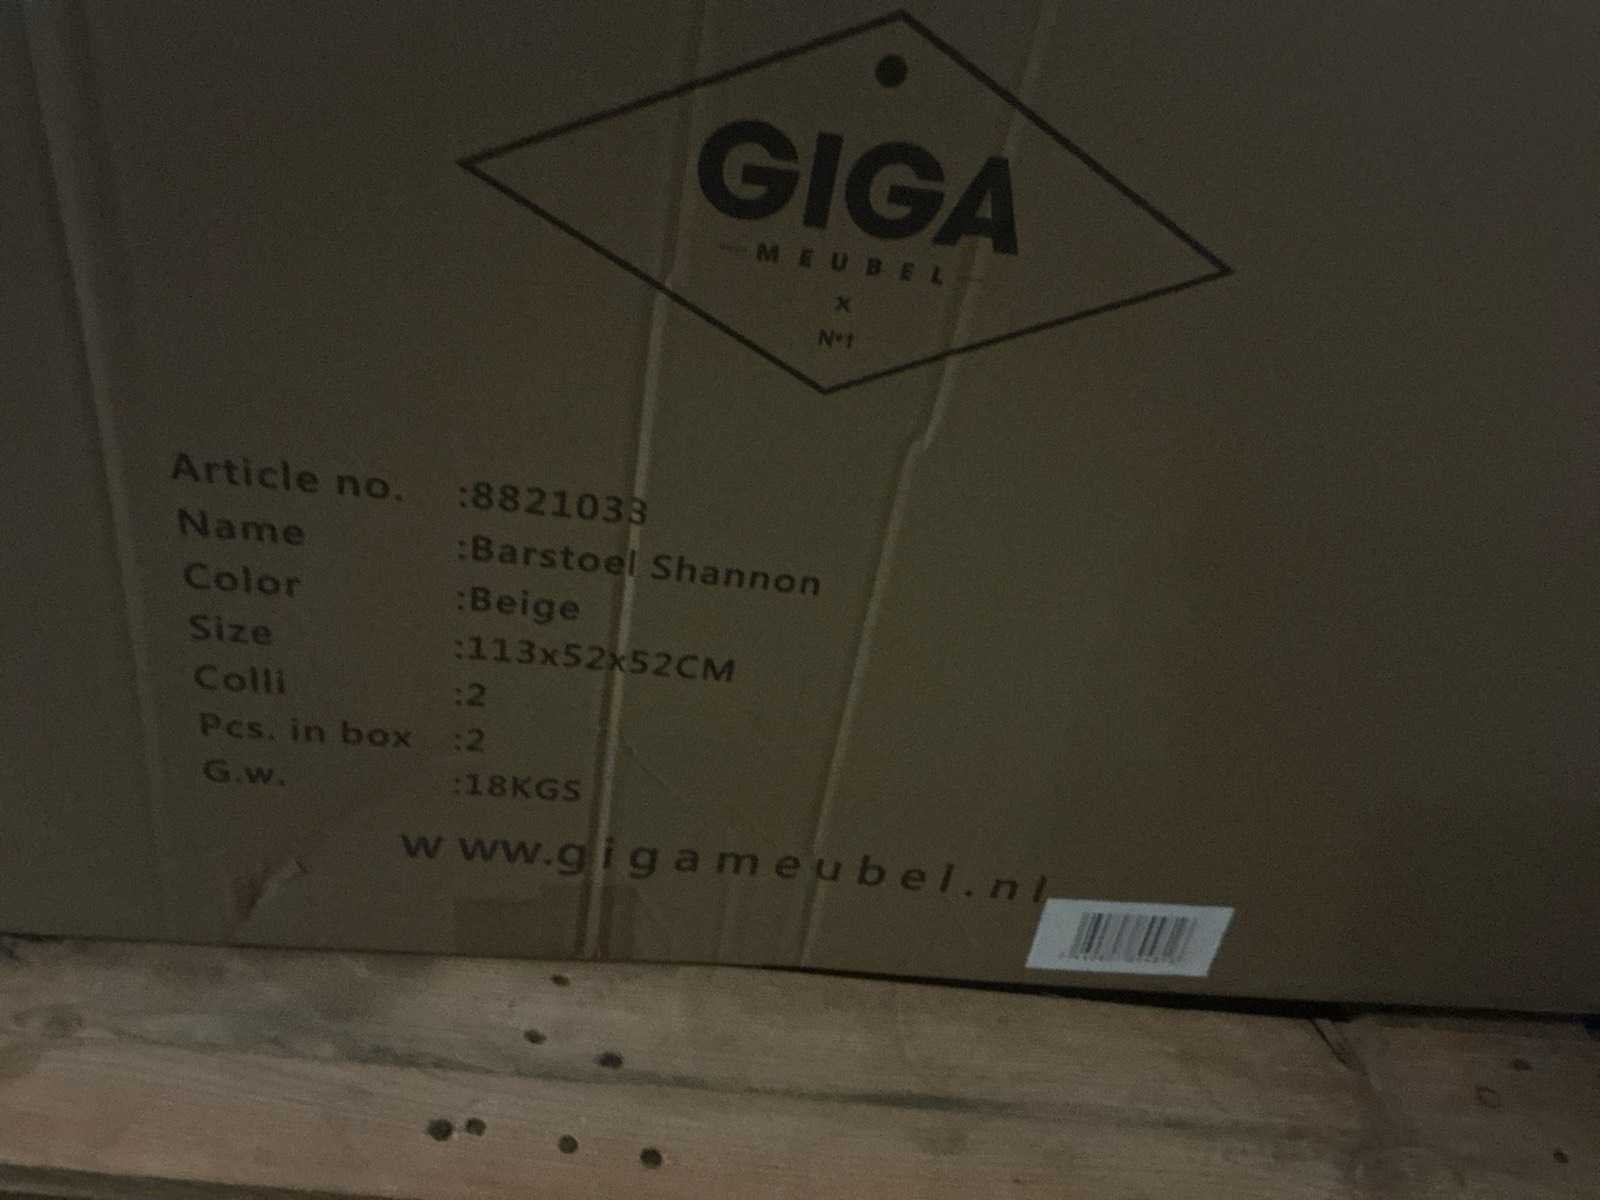 GIGA
MEUBEL
x
Nº1
Article no. :8821033
Name :Barstoel Shannon
Color :Beige
Size :113x52x52CM
Colli :2
Pcs. in box :2
G.w. :18KGS
www.gigameubel.nl